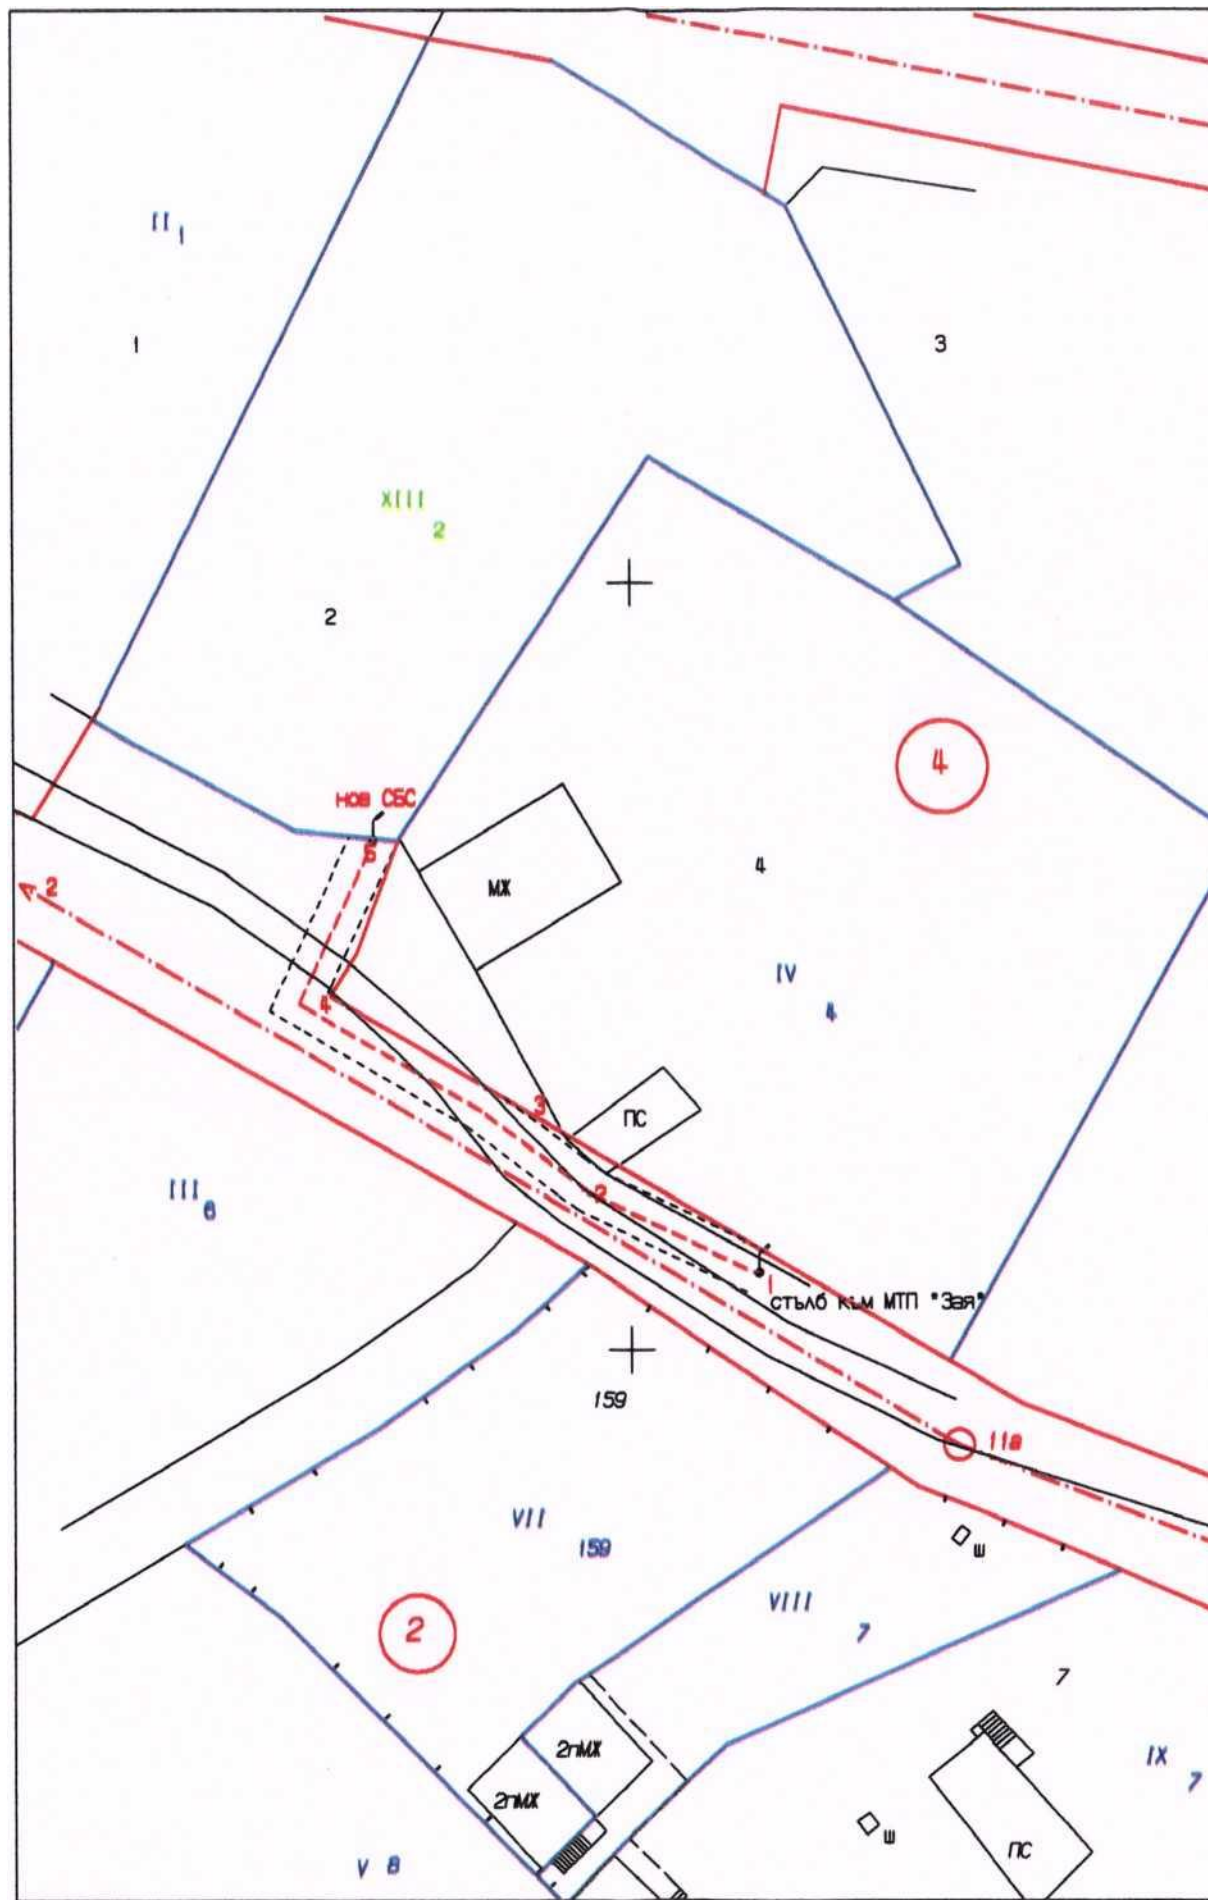 II 1
1
3
XIII 2
2
4
нов СБС
5
4
МЖ
2
IV 4
4
3
ПС
III 6
2
1
стълб към МТП "Зая"
159
11а
VII 159
ш
VIII 7
2
7
IX 7
2пМЖ
2пМЖ
ш
ПС
V 8